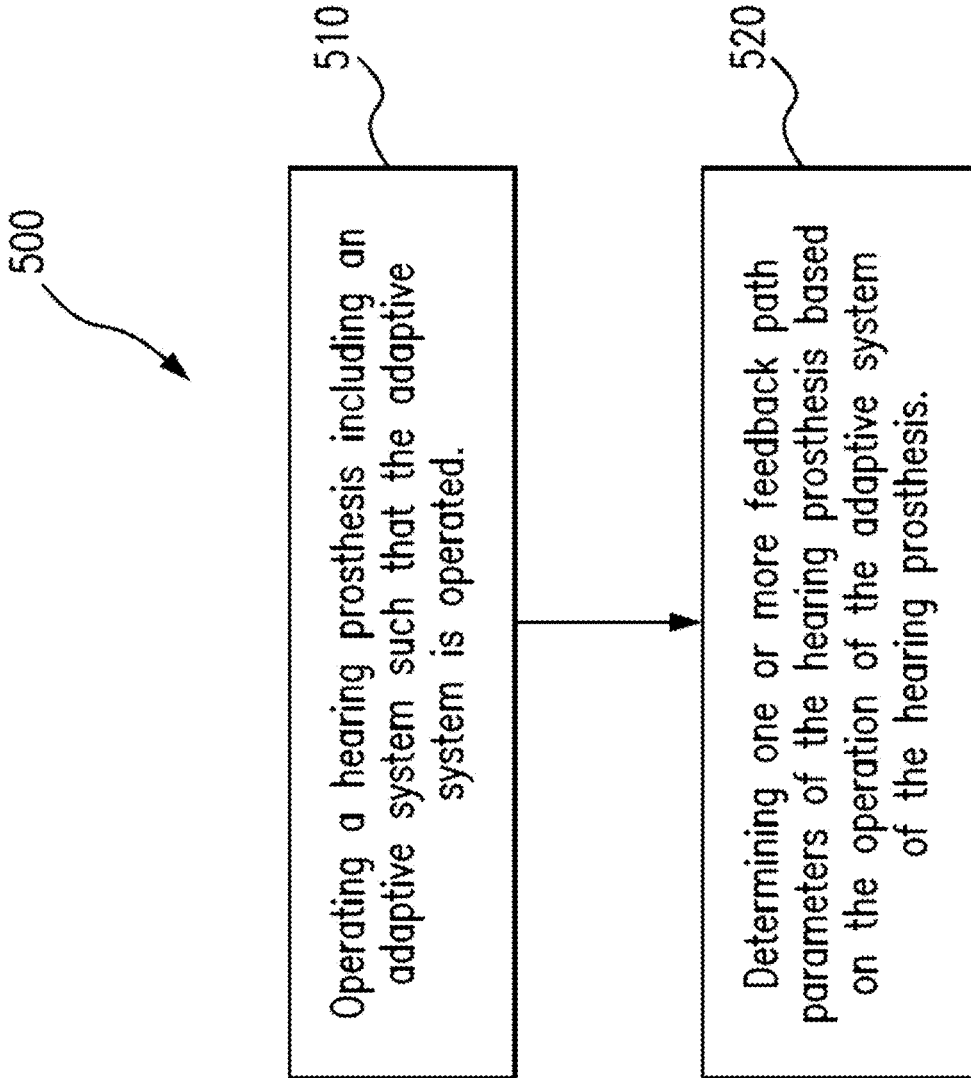 500
510
Operating a hearing prosthesis including an
adaptive system such that the adaptive
system is operated.
520
Determining one or more feedback path
parameters of the hearing prosthesis based
on the operation of the adaptive system
of the hearing prosthesis.